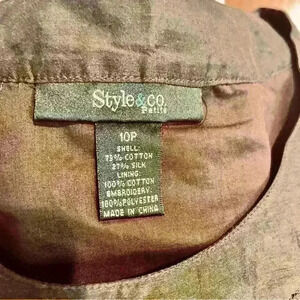 Style&co.
Petite
10P
SHELL:
73% COTTON
27% SILK
LINING:
100% COTTON
EMBROIDERY:
100% POLYESTER
MADE IN CHINA